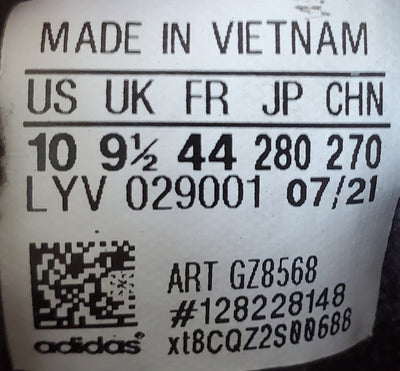 MADE IN VIETNAM
US UK FR JP CHN
10 9½ 44 280 270
LYV 029001 07/21
ART GZ8568
#128228148
adidas xt8CQZ2S00688